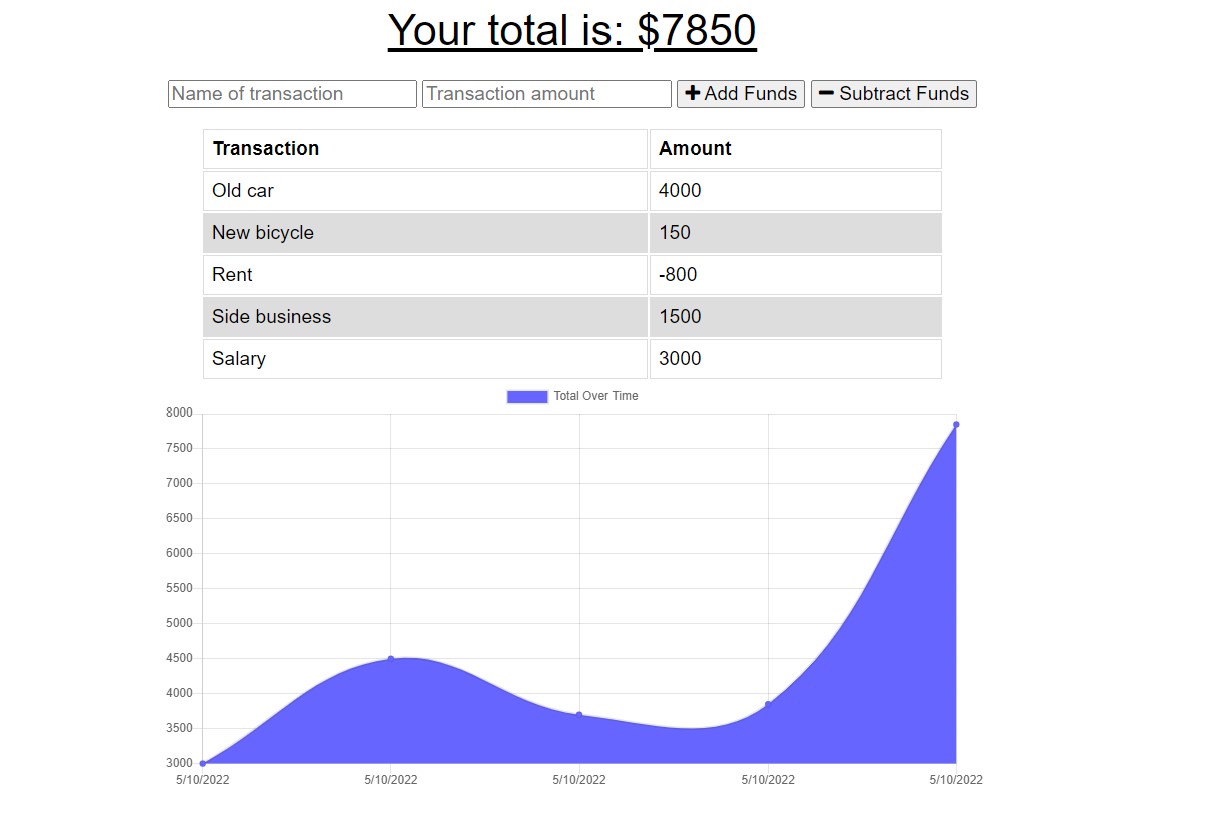 Your total is: $7850
Name of transaction Transaction amount Add Funds Subtract Funds
Transaction Amount
Old car 4000
New bicycle 150
Rent -800
Side business 1500
Salary 3000
Total Over Time
8000
7500
7000
6500
6000
5500
5000
4500
4000
3500
3000
5/10/2022 5/10/2022 5/10/2022 5/10/2022 5/10/2022